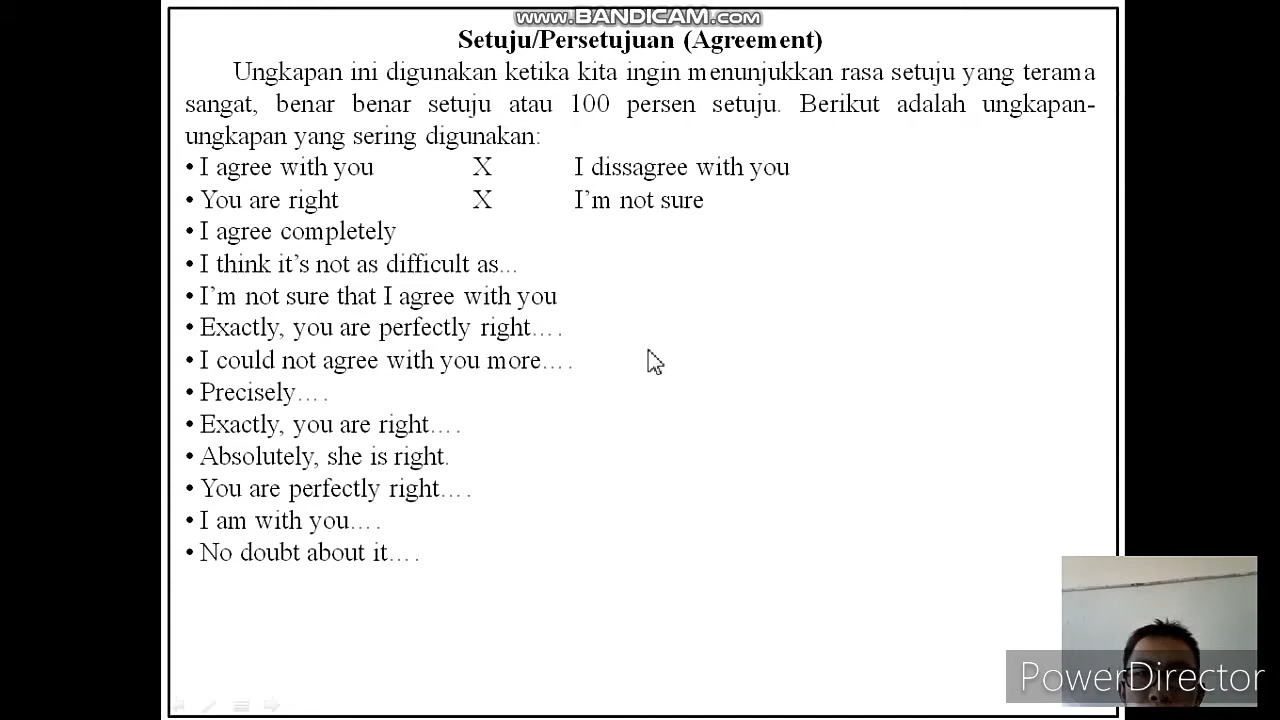 www.BANDICAM.com
Setuju/Persetujuan (Agreement)
Ungkapan ini digunakan ketika kita ingin menunjukkan rasa setuju yang terama
sangat, benar benar setuju atau 100 persen setuju. Berikut adalah ungkapan-
ungkapan yang sering digunakan:
• I agree with you X I dissagree with you
• You are right X I'm not sure
• I agree completely
• I think it's not as difficult as...
• I'm not sure that I agree with you
• Exactly, you are perfectly right….
• I could not agree with you more….
• Precisely….
• Exactly, you are right….
• Absolutely, she is right.
• You are perfectly right….
• I am with you….
• No doubt about it….
PowerDirector